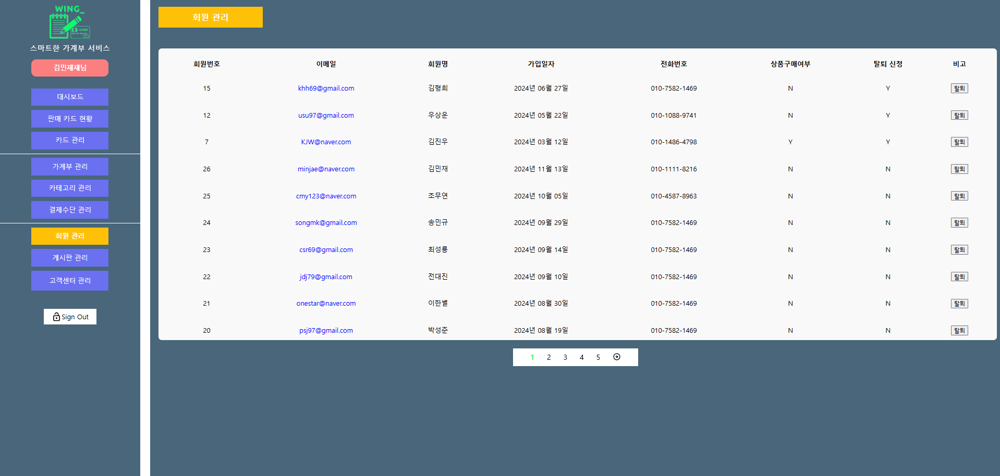 WING_
CARD
스마트한 가계부 서비스
김민재재님
대시보드
판매 카드 현황
카드 관리
가계부 관리
카테고리 관리
결제수단 관리
회원 관리
게시판 관리
고객센터 관리
Sign Out
회원 관리
회원번호 이메일 회원명 가입일자 전화번호 상품구매여부 탈퇴 신청 비고
15 khh69@gmail.com 김형희 2024년 06월 27일 010-7582-1469 N Y 탈퇴
12 usu97@gmail.com 우상운 2024년 05월 22일 010-1088-9741 N Y 탈퇴
7 KJW@naver.com 김진우 2024년 03월 12일 010-1486-4798 Y Y 탈퇴
26 minjae@naver.com 김민재 2024년 11월 13일 010-1111-8216 N N 탈퇴
25 cmy123@naver.com 조무연 2024년 10월 05일 010-4587-8963 N N 탈퇴
24 songmk@gmail.com 송민규 2024년 09월 29일 010-7582-1469 N N 탈퇴
23 csr69@gmail.com 최성룡 2024년 09월 14일 010-7582-1469 N N 탈퇴
22 jdj79@gmail.com 전대진 2024년 09월 10일 010-7582-1469 N N 탈퇴
21 onestar@naver.com 이한별 2024년 08월 30일 010-7582-1469 N N 탈퇴
20 psj97@gmail.com 박성준 2024년 08월 19일 010-7582-1469 N N 탈퇴
1 2 3 4 5